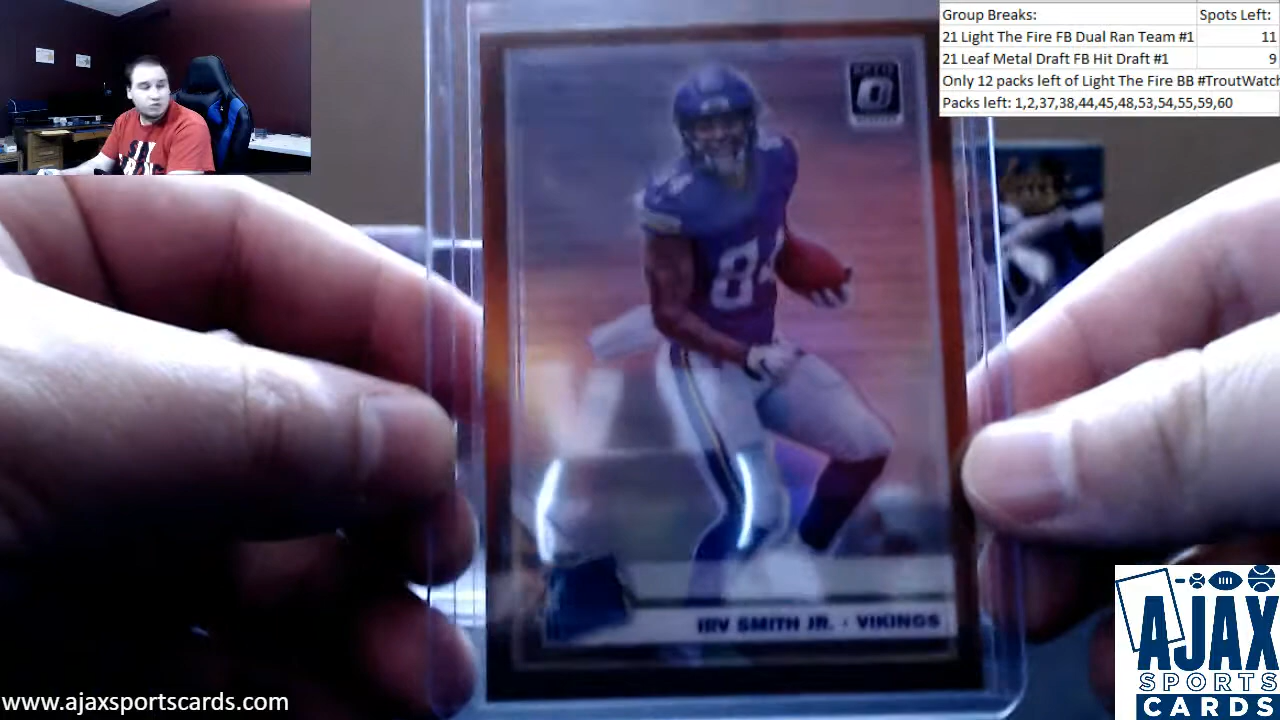 Group Breaks: Spots Left:
21 Light The Fire FB Dual Ran Team #1 11
21 Leaf Metal Draft FB Hit Draft #1 9
Only 12 packs left of Light The Fire BB #TroutWatch
Packs left: 1,2,37,38,44,45,48,53,54,55,59,60
OPTIC
84
84
IRV SMITH JR. - VIKINGS
www.ajaxsportscards.com
AJAX
SPORTS
CARDS